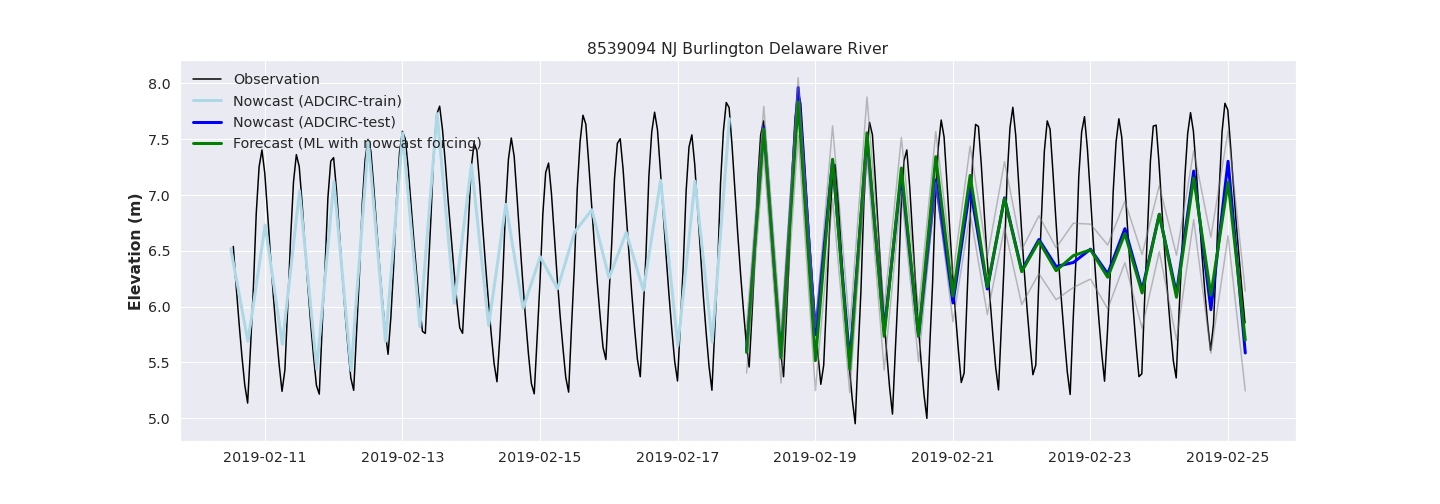 8539094 NJ Burlington Delaware River
Observation
Nowcast (ADCIRC-train)
Nowcast (ADCIRC-test)
Forecast (ML with nowcast forcing)
Elevation (m)
8.0
7.5
7.0
6.5
6.0
5.5
5.0
2019-02-11 2019-02-13 2019-02-15 2019-02-17 2019-02-19 2019-02-21 2019-02-23 2019-02-25